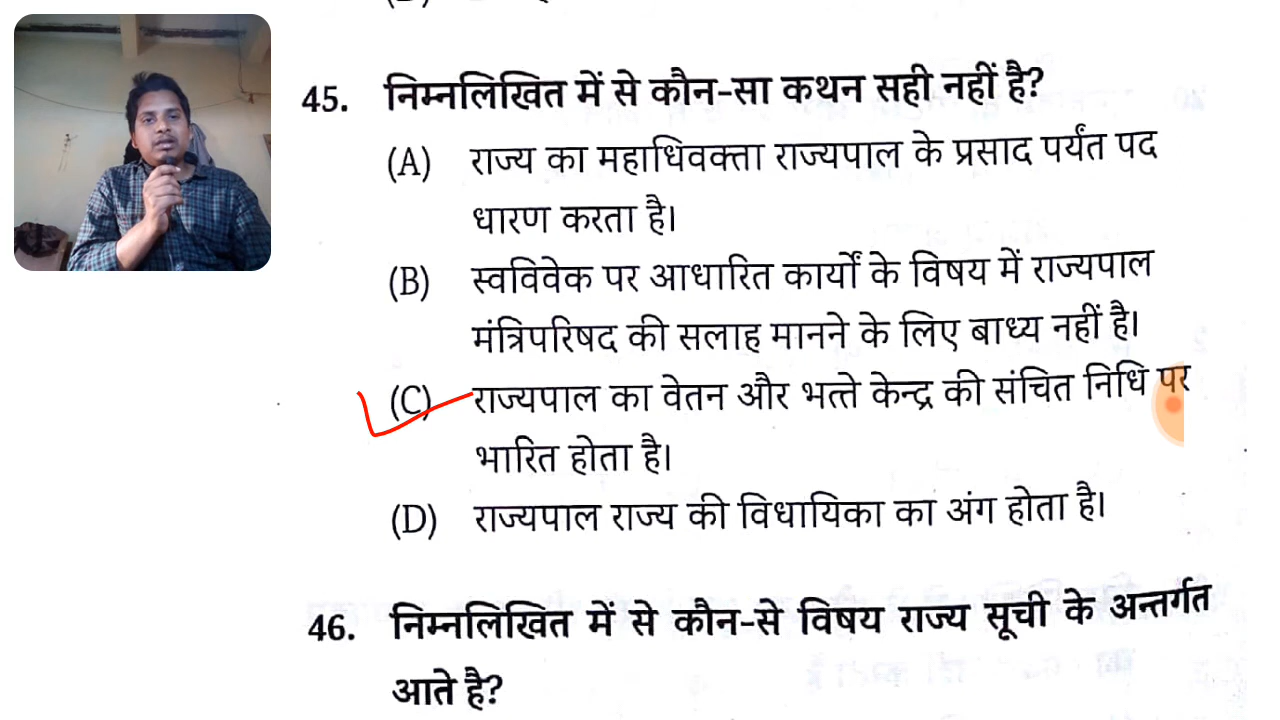 45. निम्नलिखित में से कौन-सा कथन सही नहीं है?
(A) राज्य का महाधिवक्ता राज्यपाल के प्रसाद पर्यंत पद
धारण करता है।
(B) स्वविवेक पर आधारित कार्यों के विषय में राज्यपाल
मंत्रिपरिषद की सलाह मानने के लिए बाध्य नहीं है।
(C) राज्यपाल का वेतन और भत्ते केन्द्र की संचित निधि पर
भारित होता है।
(D) राज्यपाल राज्य की विधायिका का अंग होता है।
46. निम्नलिखित में से कौन-से विषय राज्य सूची के अन्तर्गत
आते है?